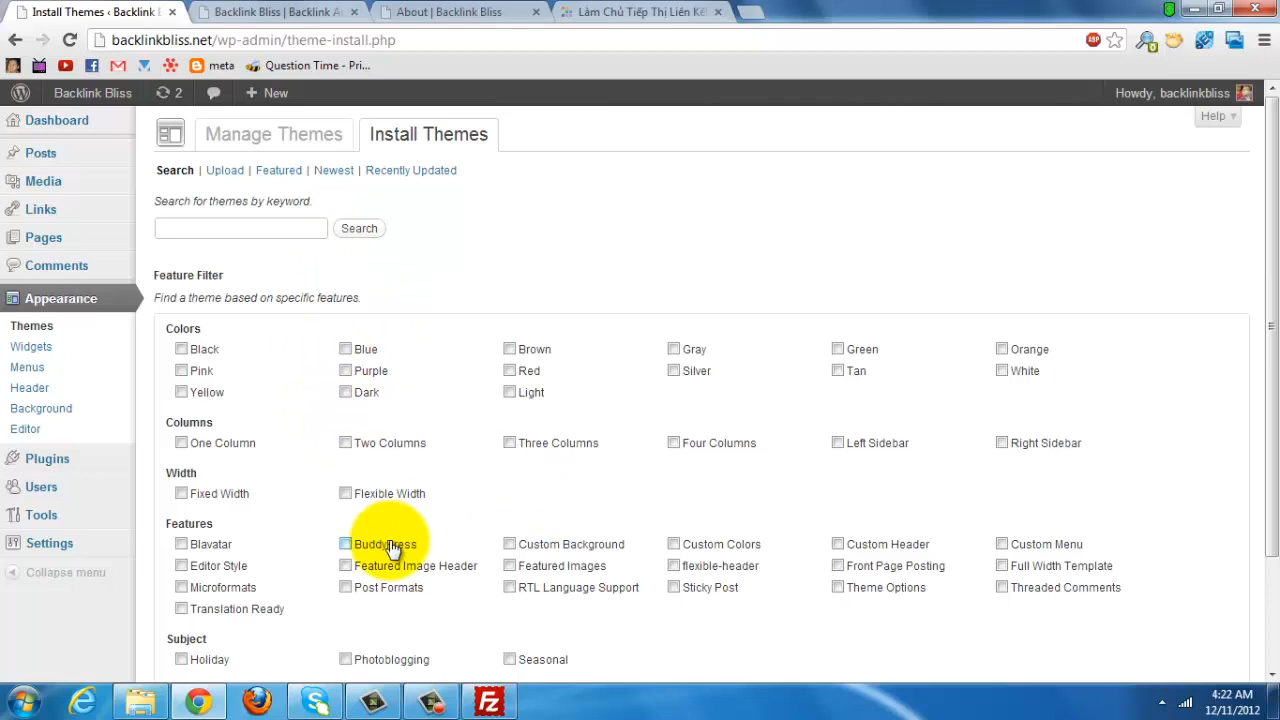 Install Themes ‹ Backlink B
Backlink Bliss | Backlink Au
About | Backlink Bliss
Làm Chủ Tiếp Thị Liên Kế
backlinkbliss.net/wp-admin/theme-install.php
meta
Question Time - Pri...
Backlink Bliss
2
+ New
Howdy, backlinkbliss
Dashboard
Posts
Media
Links
Pages
Comments
Appearance
Themes
Widgets
Menus
Header
Background
Editor
Plugins
Users
Tools
Settings
Collapse menu
Manage Themes
Install Themes
Help
Search | Upload | Featured | Newest | Recently Updated
Search for themes by keyword.
Search
Feature Filter
Find a theme based on specific features.
Colors
Black Blue Brown Gray Green Orange
Pink Purple Red Silver Tan White
Yellow Dark Light
Columns
One Column Two Columns Three Columns Four Columns Left Sidebar Right Sidebar
Width
Fixed Width Flexible Width
Features
Blavatar BuddyPress Custom Background Custom Colors Custom Header Custom Menu
Editor Style Featured Image Header Featured Images flexible-header Front Page Posting Full Width Template
Microformats Post Formats RTL Language Support Sticky Post Theme Options Threaded Comments
Translation Ready
Subject
Holiday Photoblogging Seasonal
4:22 AM
12/11/2012